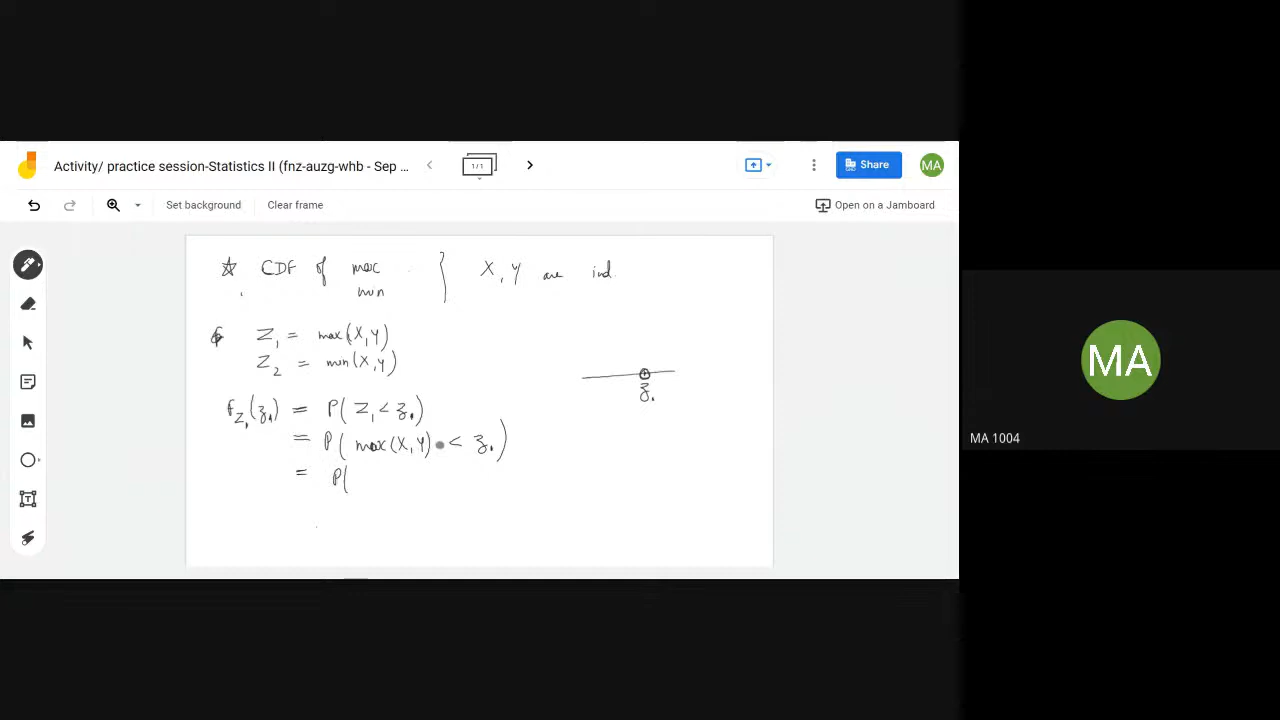 Activity/ practice session-Statistics II (fnz-auzg-whb - Sep ...
1/1
Share
MA
Set background
Clear frame
Open on a Jamboard
☆ CDF of max
min
} X, Y are ind.
Z₁ = max(X,Y)
Z₂ = min(X,Y)
z₁
F_Z₁(z₁) = P( Z₁ < z₁)
= P( max(X,Y) < z₁)
= P(
MA
MA 1004